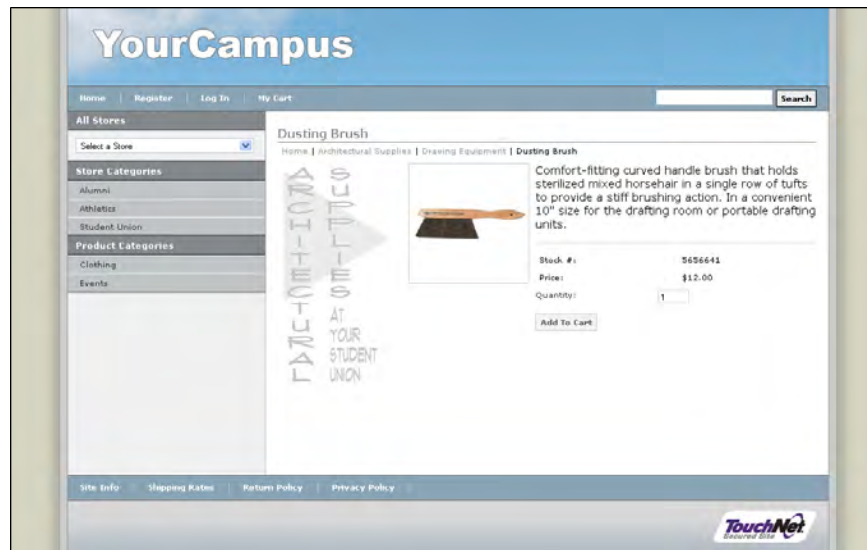 YourCampus
Home | Register | Log In | My Cart
Search
All Stores
Select a Store
Store Categories
Alumni
Athletics
Student Union
Product Categories
Clothing
Events
Dusting Brush
Home | Architectural Supplies | Drawing Equipment | Dusting Brush
ARCHITECTURAL
SUPPLIES
AT
YOUR
STUDENT
UNION
Comfort-fitting curved handle brush that holds
sterilized mixed horsehair in a single row of tufts
to provide a stiff brushing action. In a convenient
10" size for the drafting room or portable drafting
units.
Stock #: 5656641
Price: $12.00
Quantity: 1
Add To Cart
Site Info | Shipping Rates | Return Policy | Privacy Policy
TouchNet
Secured Site